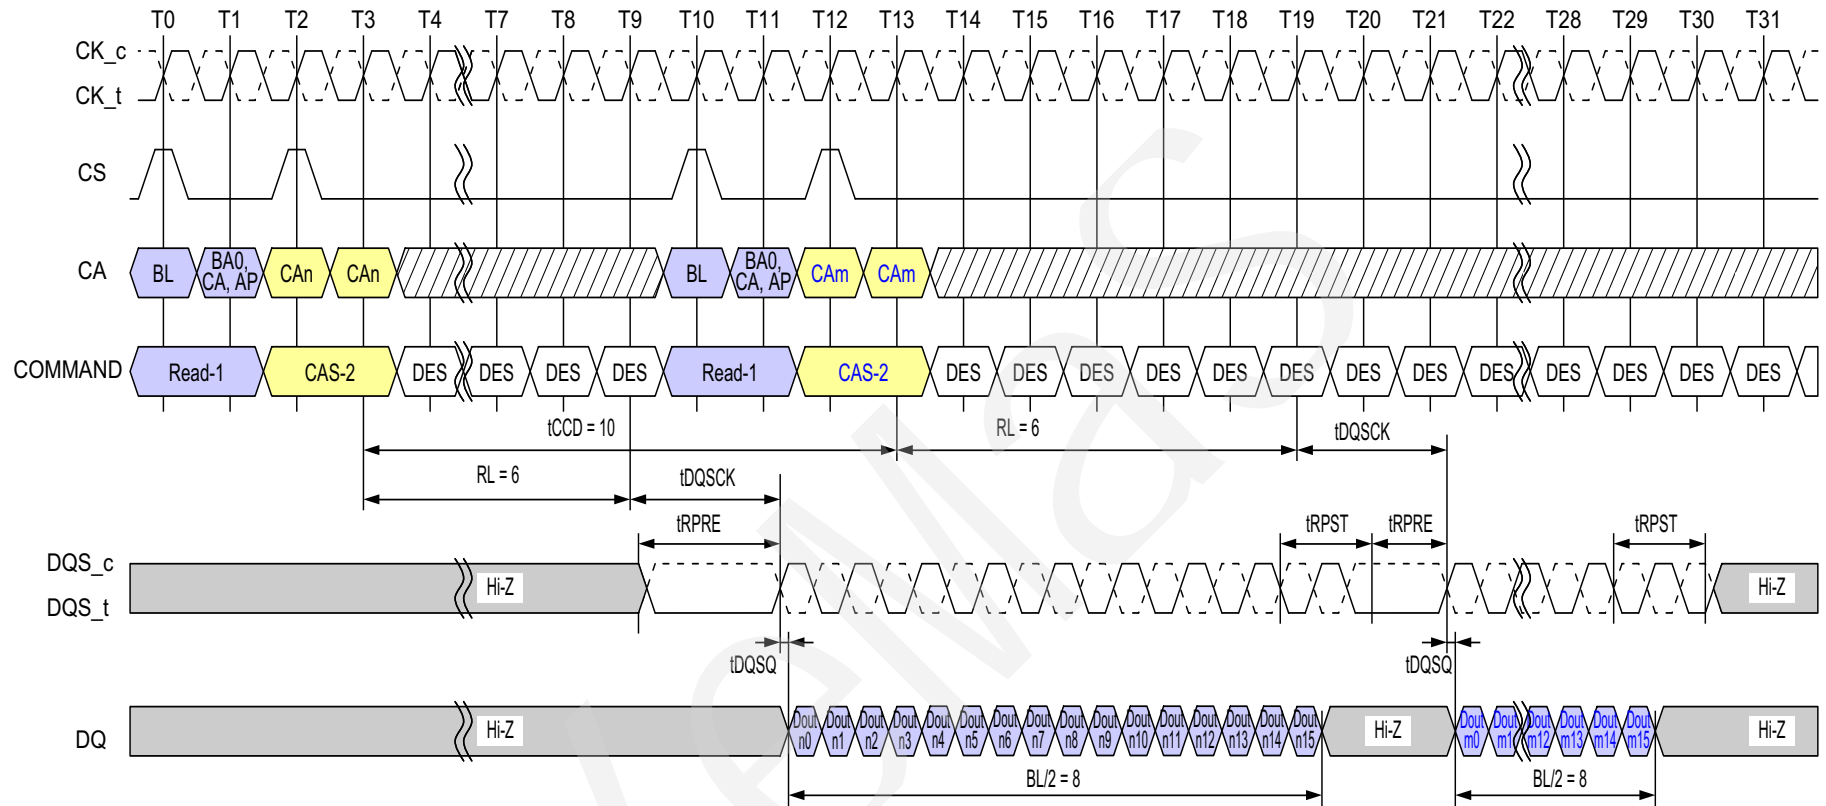 T0 T1 T2 T3 T4 T7 T8 T9 T10 T11 T12 T13 T14 T15 T16 T17 T18 T19 T20 T21 T22 T28 T29 T30 T31
CK_c
CK_t
CS
CA BL BA0, CA, AP CAn CAn BL BA0, CA, AP CAm CAm
COMMAND Read-1 CAS-2 DES DES DES DES Read-1 CAS-2 DES DES DES DES DES DES DES DES DES DES DES DES DES
tCCD = 10 RL = 6 tDQSCK
RL = 6 tDQSCK
tRPRE tRPST tRPRE tRPST
DQS_c
Hi-Z Hi-Z
DQS_t
tDQSQ tDQSQ
DQ Hi-Z Dout n0 Dout n1 Dout n2 Dout n3 Dout n4 Dout n5 Dout n6 Dout n7 Dout n8 Dout n9 Dout n10 Dout n11 Dout n12 Dout n13 Dout n14 Dout n15 Hi-Z Dout m0 Dout m1 Dout m12 Dout m13 Dout m14 Dout m15 Hi-Z
BL/2 = 8 BL/2 = 8